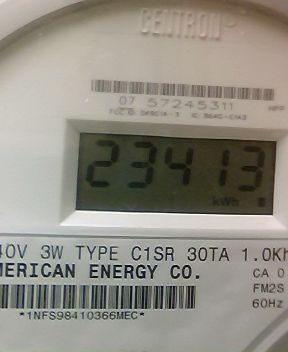 CENTRON
07 57245311
23413
kWh
40V 3W TYPE C1SR 30TA 1.0Kh
MERICAN ENERGY CO.
CA 0
FM2S
60Hz
*1NFS98410366MEC*